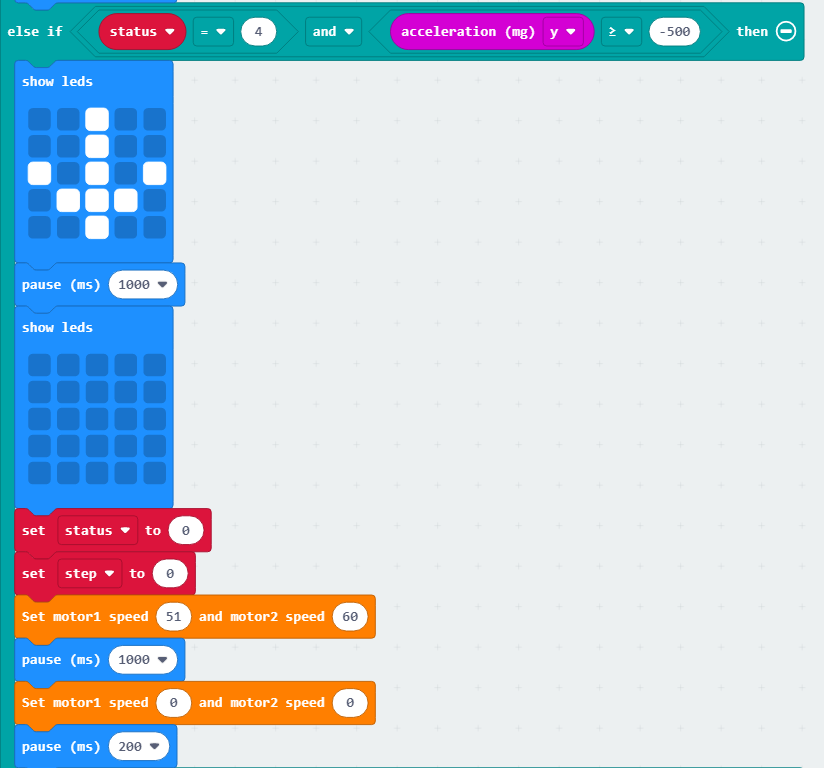 else if status = 4 and acceleration (mg) y ≥ -500 then
show leds
pause (ms) 1000
show leds
set status to 0
set step to 0
Set motor1 speed 51 and motor2 speed 60
pause (ms) 1000
Set motor1 speed 0 and motor2 speed 0
pause (ms) 200